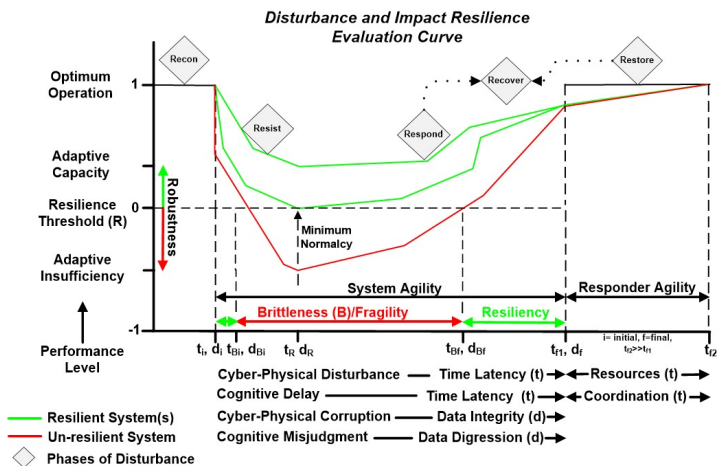 Disturbance and Impact Resilience
Evaluation Curve
Recon
Restore
Recover
Resist
Respond
Optimum
Operation
1
Adaptive
Capacity
Resilience
Threshold (R)
0
Robustness
Adaptive
Insufficiency
-1
Performance
Level
Minimum
Normalcy
System Agility
Responder Agility
Brittleness (B)/Fragility
Resiliency
ti, di
tBi, dBi
tR dR
tBf, dBf
tf1, df
i= initial, f=final,
tf2>>tf1
tf2
Cyber-Physical Disturbance
Time Latency (t)
Resources (t)
Cognitive Delay
Time Latency (t)
Coordination (t)
Cyber-Physical Corruption
Data Integrity (d)
Cognitive Misjudgment
Data Digression (d)
Resilient System(s)
Un-resilient System
Phases of Disturbance